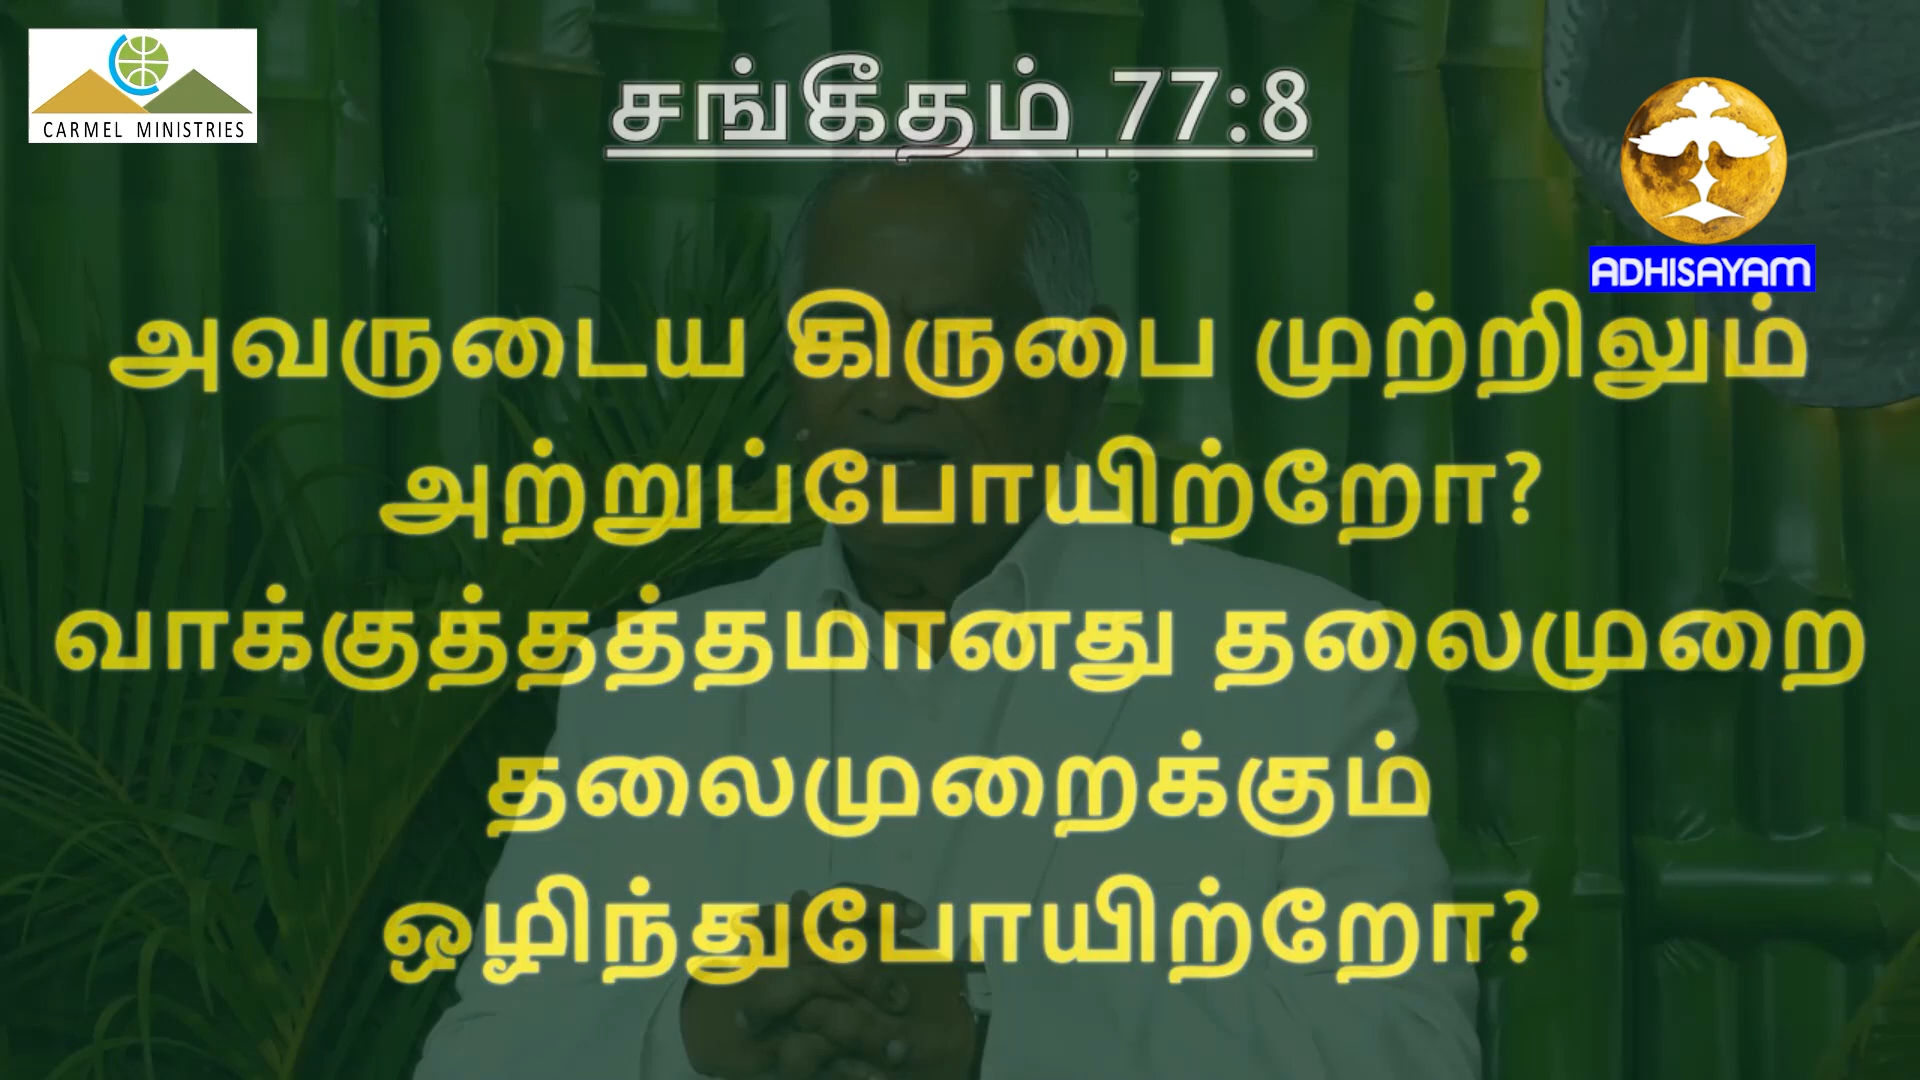 CARMEL MINISTRIES
சங்கீதம் 77:8
ADHISAYAM
அவருடைய கிருபை முற்றிலும்
அற்றுப்போயிற்றோ?
வாக்குத்தத்தமானது தலைமுறை
தலைமுறைக்கும்
ஒழிந்துபோயிற்றோ?